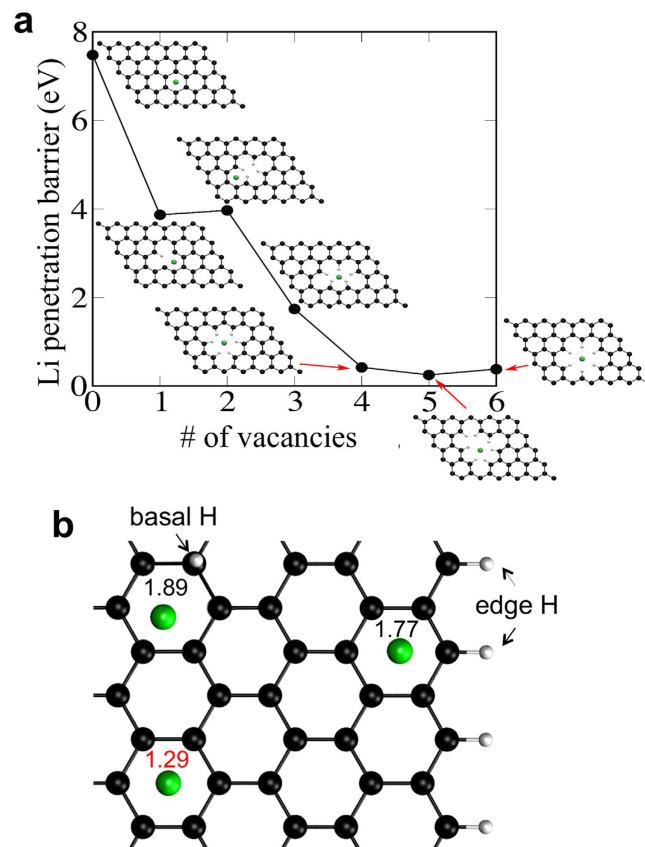 a
8
6
4
2
0
Li penetration barrier (eV)
0 1 2 3 4 5 6
# of vacancies
b
basal H
1.89
1.77
edge H
1.29